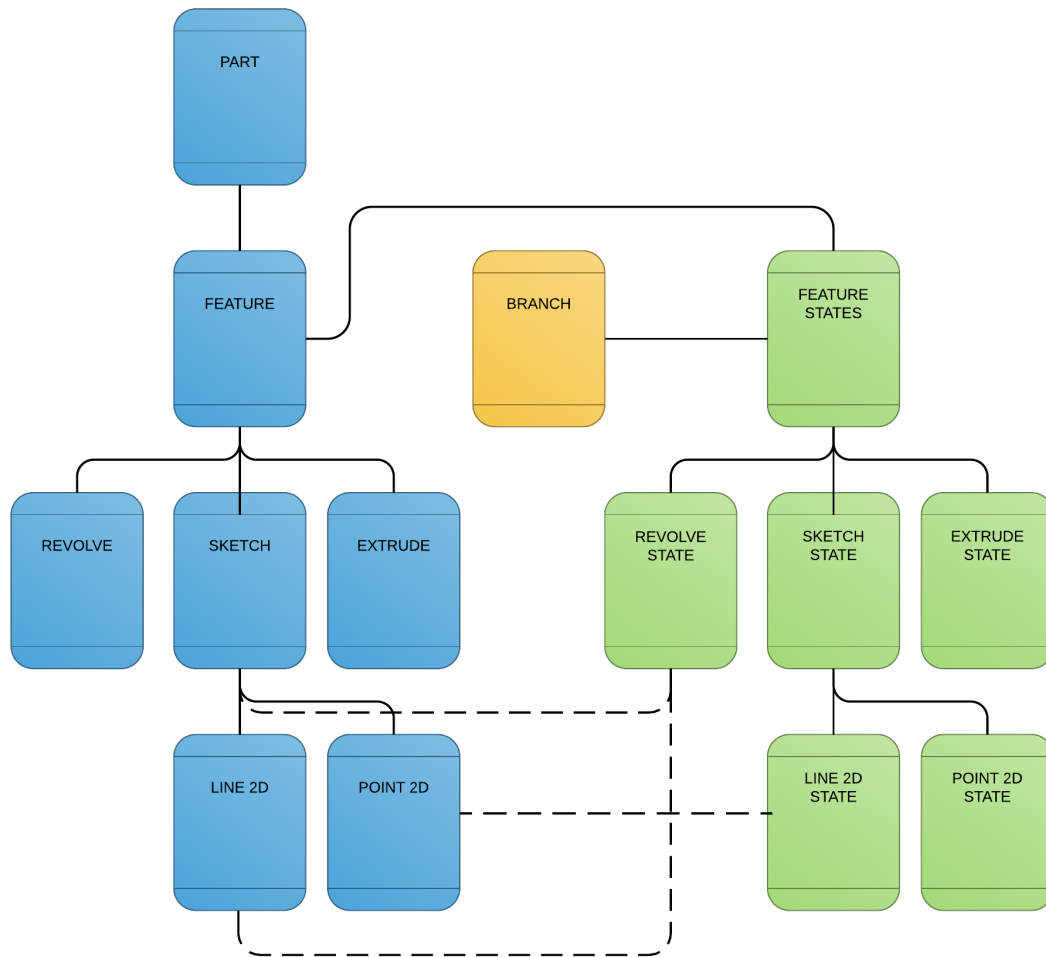 PART
FEATURE
BRANCH
FEATURE
STATES
REVOLVE
SKETCH
EXTRUDE
REVOLVE
STATE
SKETCH
STATE
EXTRUDE
STATE
LINE 2D
POINT 2D
LINE 2D
STATE
POINT 2D
STATE